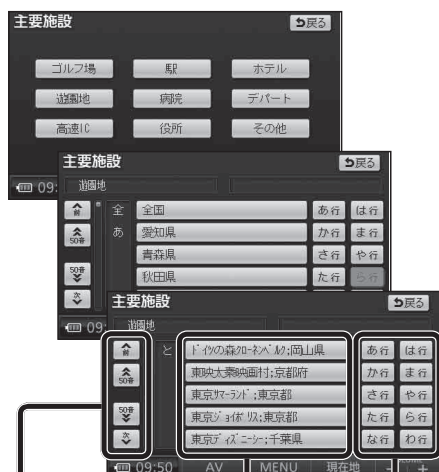 主要施設
戻る
ゴルフ場 駅 ホテル
遊園地 病院 デパート
高速IC 役所 その他
09:
主要施設
戻る
遊園地
前
50音
50音
次
全 全国
あ 愛知県
青森県
秋田県
あ行 は行
か行 ま行
さ行 や行
た行 ら行
09:
主要施設
戻る
遊園地
前
50音
50音
次
と ドイツの森クローネンベルク;岡山県
東映太秦映画村;京都府
東京サマーランド;東京都
東京ジョイポリス;東京都
東京ディズニーシー;千葉県
あ行 は行
か行 ま行
さ行 や行
た行 ら行
な行 わ行
09:50 AV MENU 現在地 - +